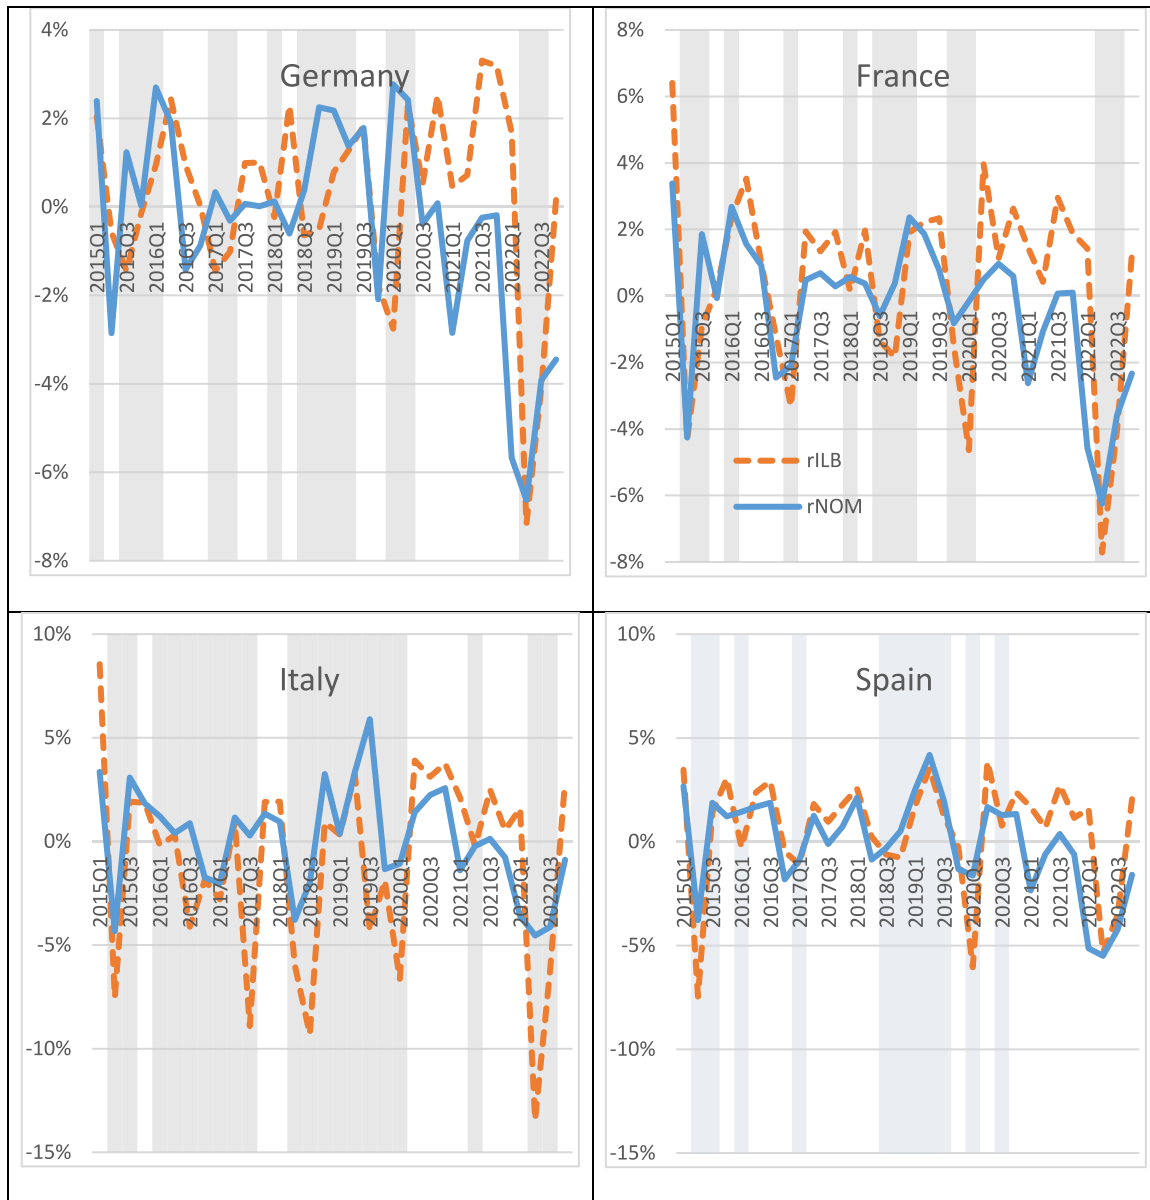 Germany
4%
2%
0%
-2%
-4%
-6%
-8%
2015Q1
2015Q3
2016Q1
2016Q3
2017Q1
2017Q3
2018Q1
2018Q3
2019Q1
2019Q3
2020Q1
2020Q3
2021Q1
2021Q3
2022Q1
2022Q3
France
8%
6%
4%
2%
0%
-2%
-4%
-6%
-8%
2015Q1
2015Q3
2016Q1
2016Q3
2017Q1
2017Q3
2018Q1
2018Q3
2019Q1
2019Q3
2020Q1
2020Q3
2021Q1
2021Q3
2022Q1
2022Q3
rILB
rNOM
Italy
10%
5%
0%
-5%
-10%
-15%
2015Q1
2015Q3
2016Q1
2016Q3
2017Q1
2017Q3
2018Q1
2018Q3
2019Q1
2019Q3
2020Q1
2020Q3
2021Q1
2021Q3
2022Q1
2022Q3
Spain
10%
5%
0%
-5%
-10%
-15%
2015Q1
2015Q3
2016Q1
2016Q3
2017Q1
2017Q3
2018Q1
2018Q3
2019Q1
2019Q3
2020Q1
2020Q3
2021Q1
2021Q3
2022Q1
2022Q3